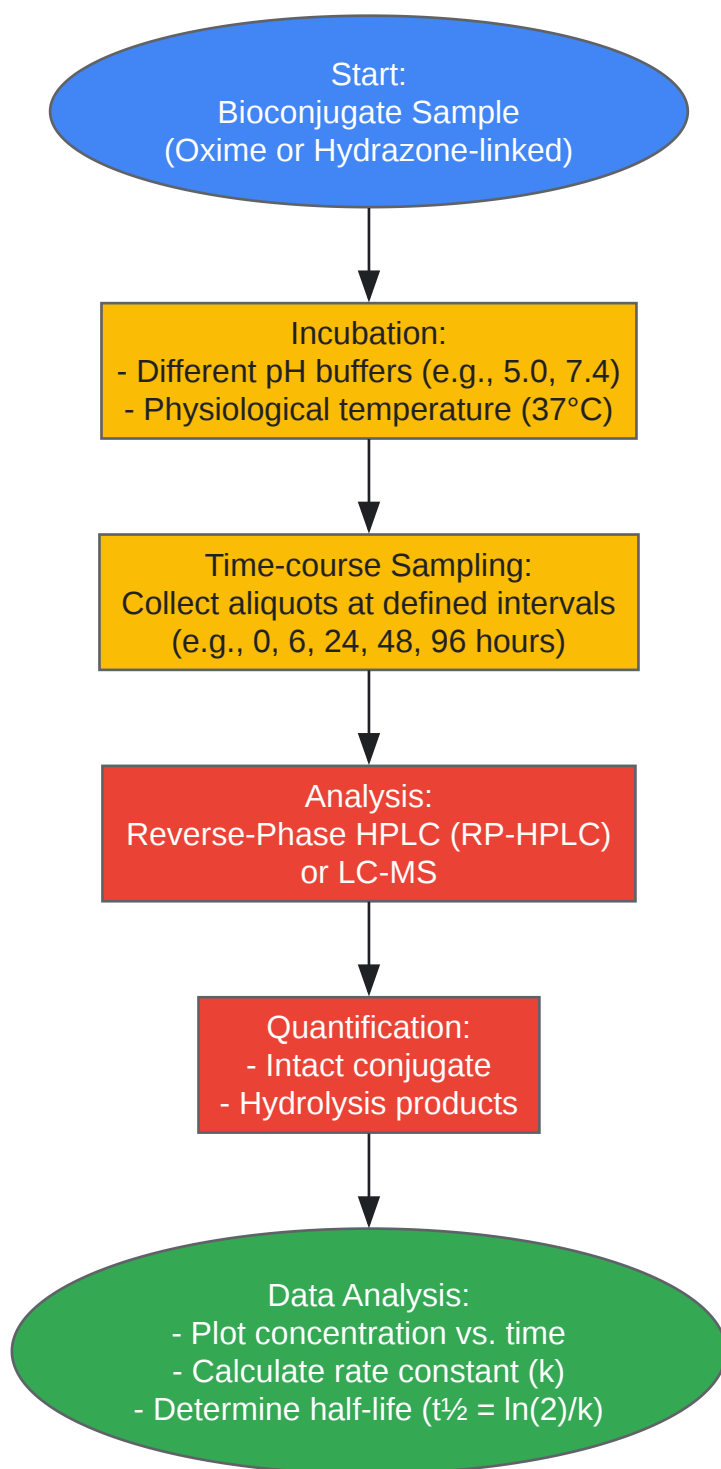 Start:
Bioconjugate Sample
(Oxime or Hydrazone-linked)
Incubation:
- Different pH buffers (e.g., 5.0, 7.4)
- Physiological temperature (37°C)
Time-course Sampling:
Collect aliquots at defined intervals
(e.g., 0, 6, 24, 48, 96 hours)
Analysis:
Reverse-Phase HPLC (RP-HPLC)
or LC-MS
Quantification:
- Intact conjugate
- Hydrolysis products
Data Analysis:
- Plot concentration vs. time
- Calculate rate constant (k)
- Determine half-life (t½ = ln(2)/k)